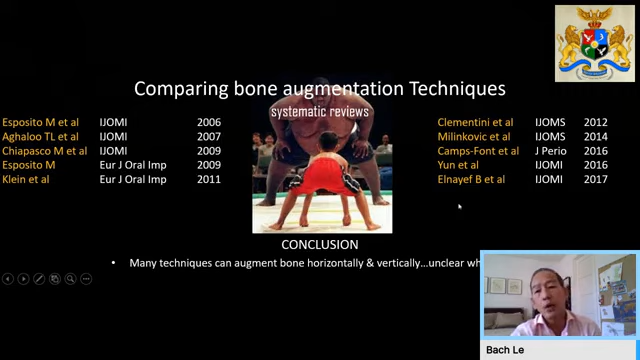 Comparing bone augmentation Techniques
systematic reviews
Esposito M et al IJOMI 2006
Aghaloo TL et al IJOMI 2007
Chiapasco M et al IJOMI 2009
Esposito M Eur J Oral Imp 2009
Klein et al Eur J Oral Imp 2011
Clementini et al IJOMS 2012
Milinkovic et al IJOMS 2014
Camps-Font et al J Perio 2016
Yun et al IJOMI 2016
Elnayef B et al IJOMI 2017
CONCLUSION
• Many techniques can augment bone horizontally & vertically…unclear
Bach Le